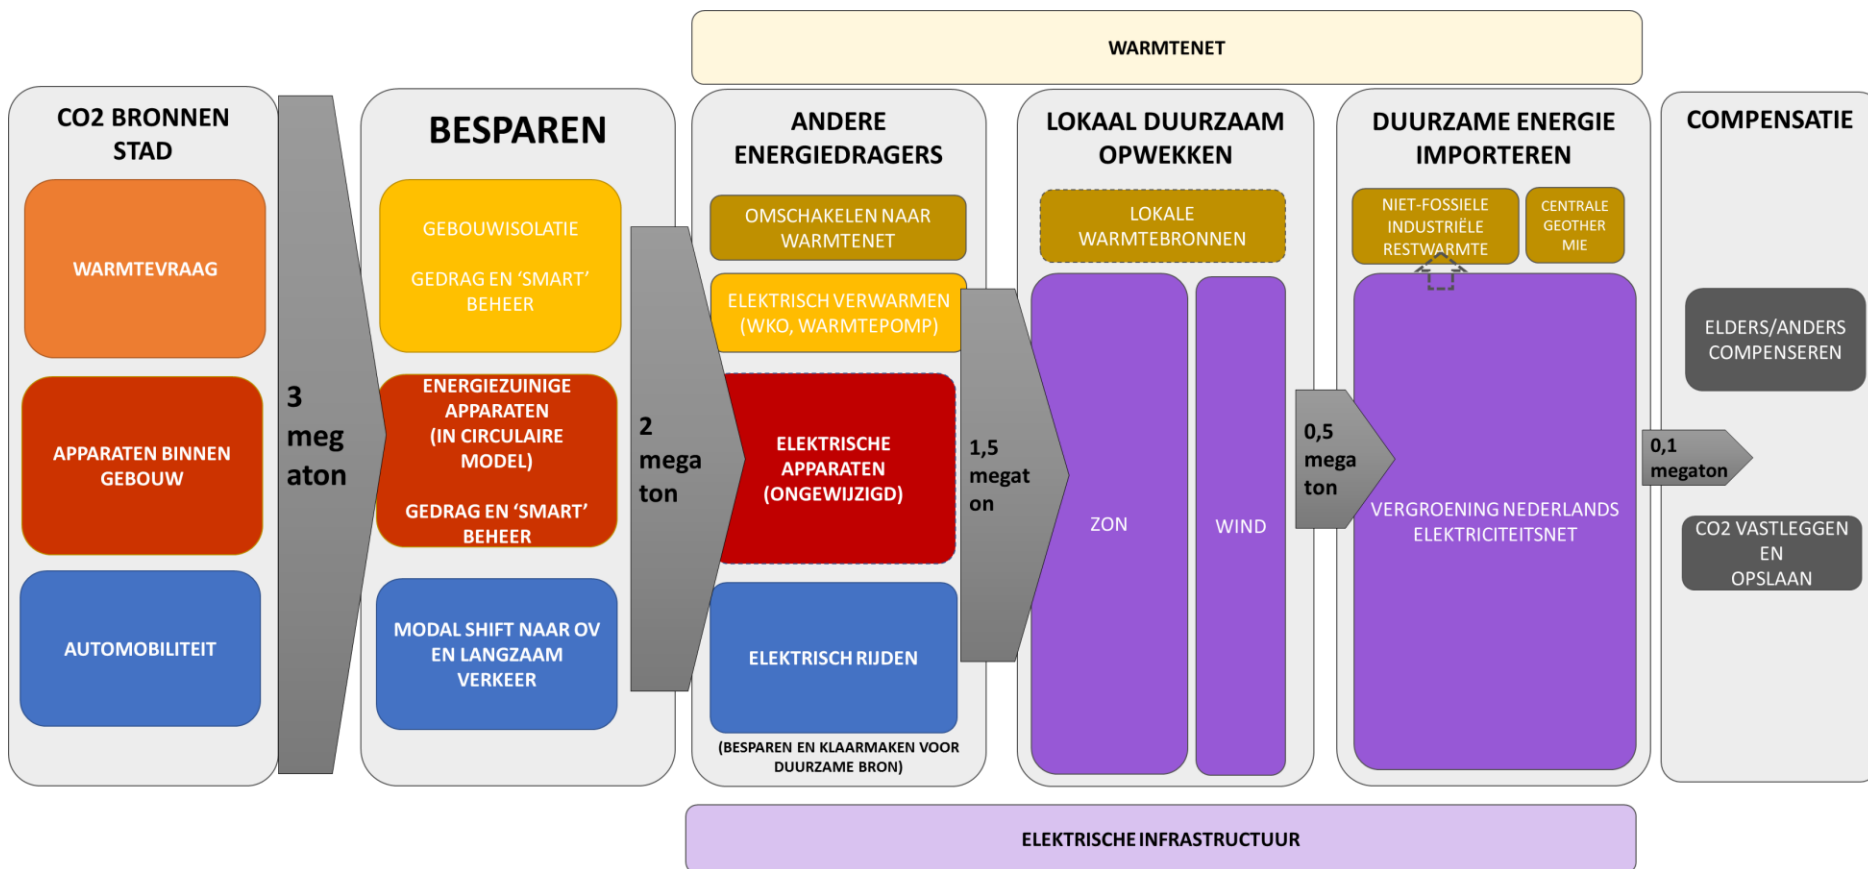 WARMTENET
CO2 BRONNEN
STAD
WARMTEVRAAG
APPARATEN BINNEN
GEBOUW
AUTOMOBILITEIT
3
meg
aton
BESPAREN
GEBOUWISOLATIE
GEDRAG EN ‘SMART’
BEHEER
ENERGIEZUINIGE
APPARATEN
(IN CIRCULAIRE
MODEL)
GEDRAG EN ‘SMART’
BEHEER
MODAL SHIFT NAAR OV
EN LANGZAAM
VERKEER
2
mega
ton
ANDERE
ENERGIEDRAGERS
OMSCHAKELEN NAAR
WARMTENET
ELEKTRISCH VERWARMEN
(WKO, WARMTEPOMP)
ELEKTRISCHE
APPARATEN
(ONGEWIJZIGD)
ELEKTRISCH RIJDEN
(BESPAREN EN KLAARMAKEN VOOR
DUURZAME BRON)
1,5
megat
on
LOKAAL DUURZAAM
OPWEKKEN
LOKALE
WARMTEBRONNEN
ZON
WIND
0,5
mega
ton
DUURZAME ENERGIE
IMPORTEREN
NIET-FOSSIELE
INDUSTRIËLE
RESTWARMTE
CENTRALE
GEOTHER
MIE
VERGROENING NEDERLANDS
ELEKTRICITEITSNET
0,1
megaton
COMPENSATIE
ELDERS/ANDERS
COMPENSEREN
CO2 VASTLEGGEN
EN
OPSLAAN
ELEKTRISCHE INFRASTRUCTUUR